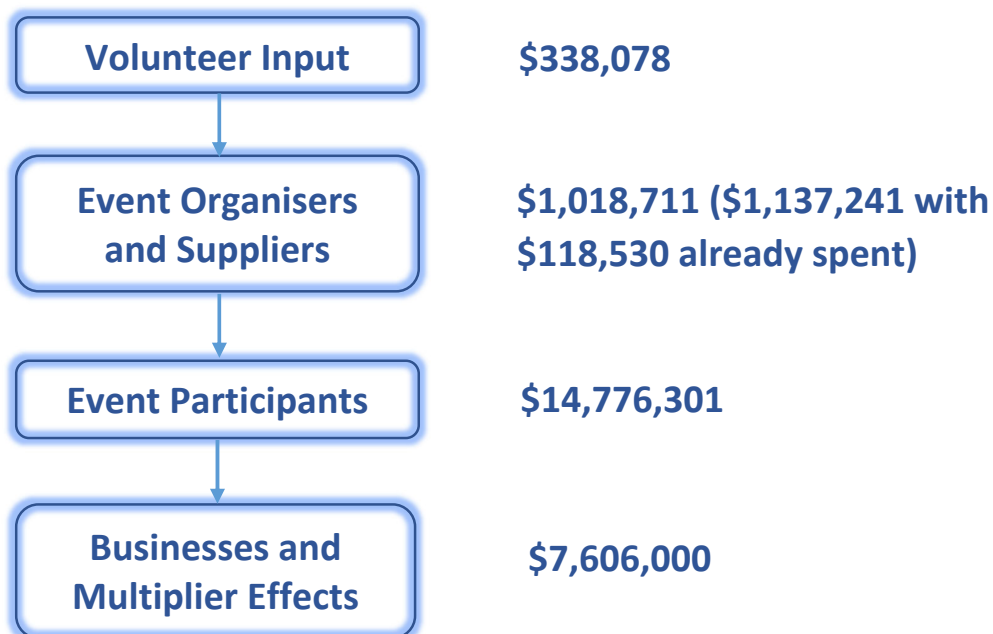 Volunteer Input
$338,078
Event Organisers
and Suppliers
$1,018,711 ($1,137,241 with
$118,530 already spent)
Event Participants
$14,776,301
Businesses and
Multiplier Effects
$7,606,000